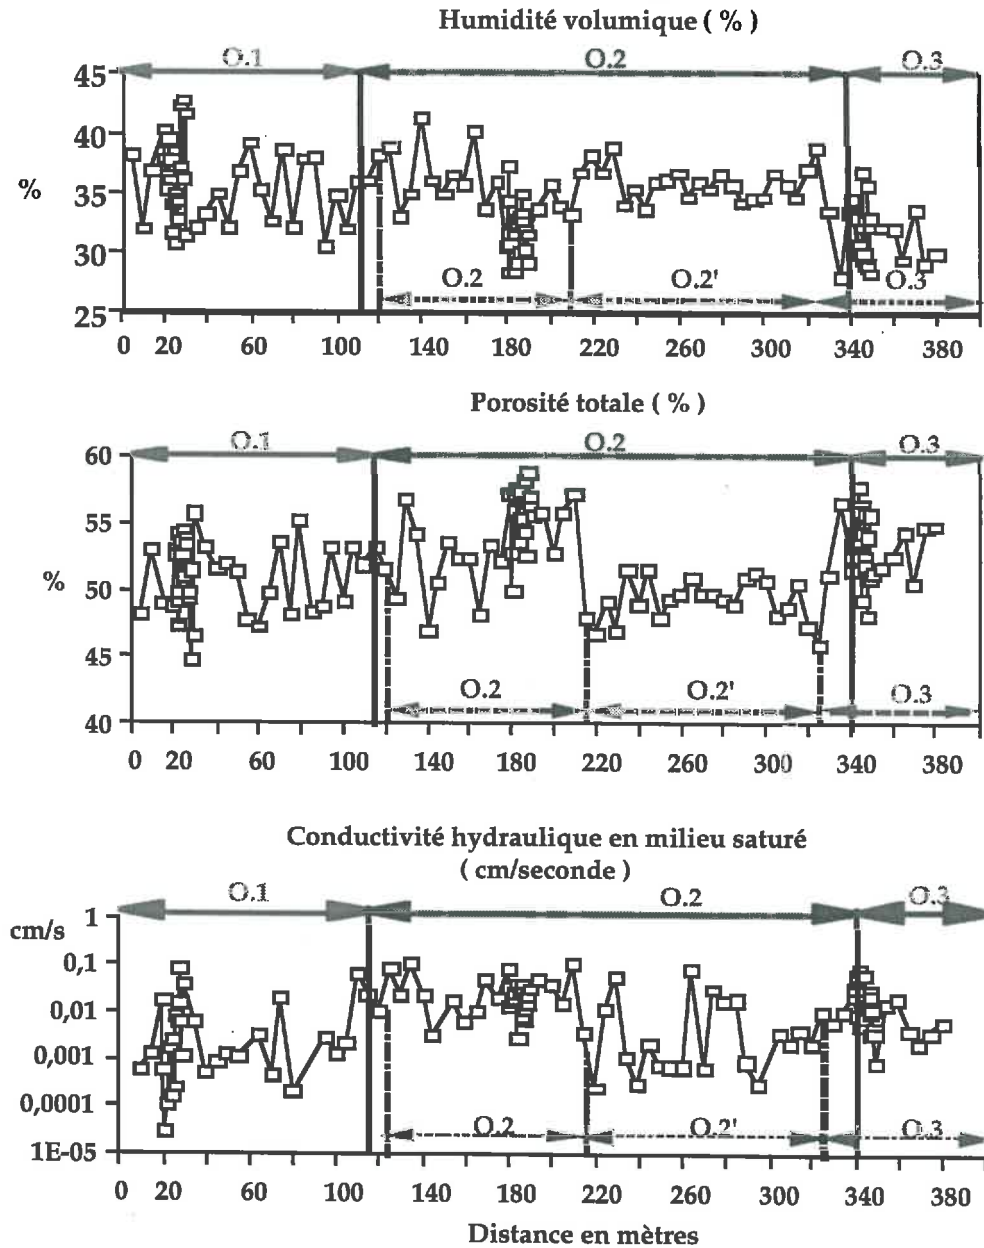 Humidité volumique ( % )
O.1 O.2 O.3
45
40
% 35
30
25
O.2 O.2' O.3
0 20 60 100 140 180 220 260 300 340 380
Porosité totale ( % )
O.1 O.2 O.3
60
55
% 50
45
40
O.2 O.2' O.3
0 20 60 100 140 180 220 260 300 340 380
Conductivité hydraulique en milieu saturé
( cm/seconde )
O.1 O.2 O.3
cm/s 1
0,1
0,01
0,001
0,0001
1E-05
O.2 O.2' O.3
0 20 60 100 140 180 220 260 300 340 380
Distance en mètres